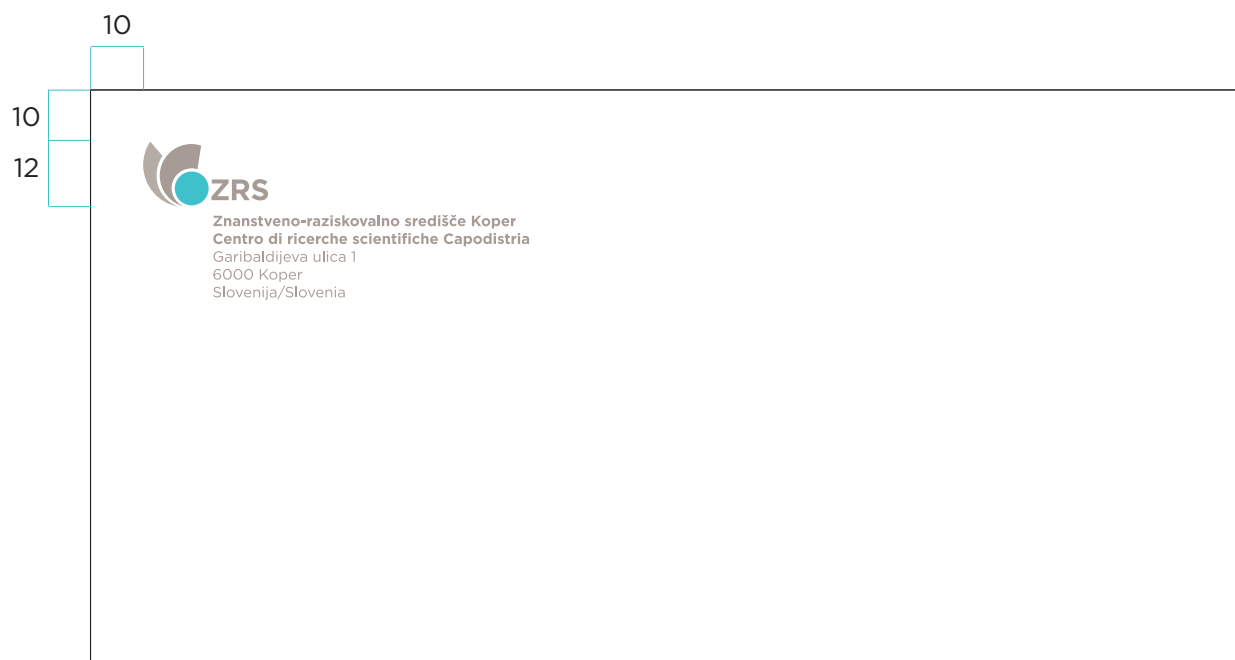 10
10
12
ZRS
Znanstveno-raziskovalno središče Koper
Centro di ricerche scientifiche Capodistria
Garibaldijeva ulica 1
6000 Koper
Slovenija/Slovenia